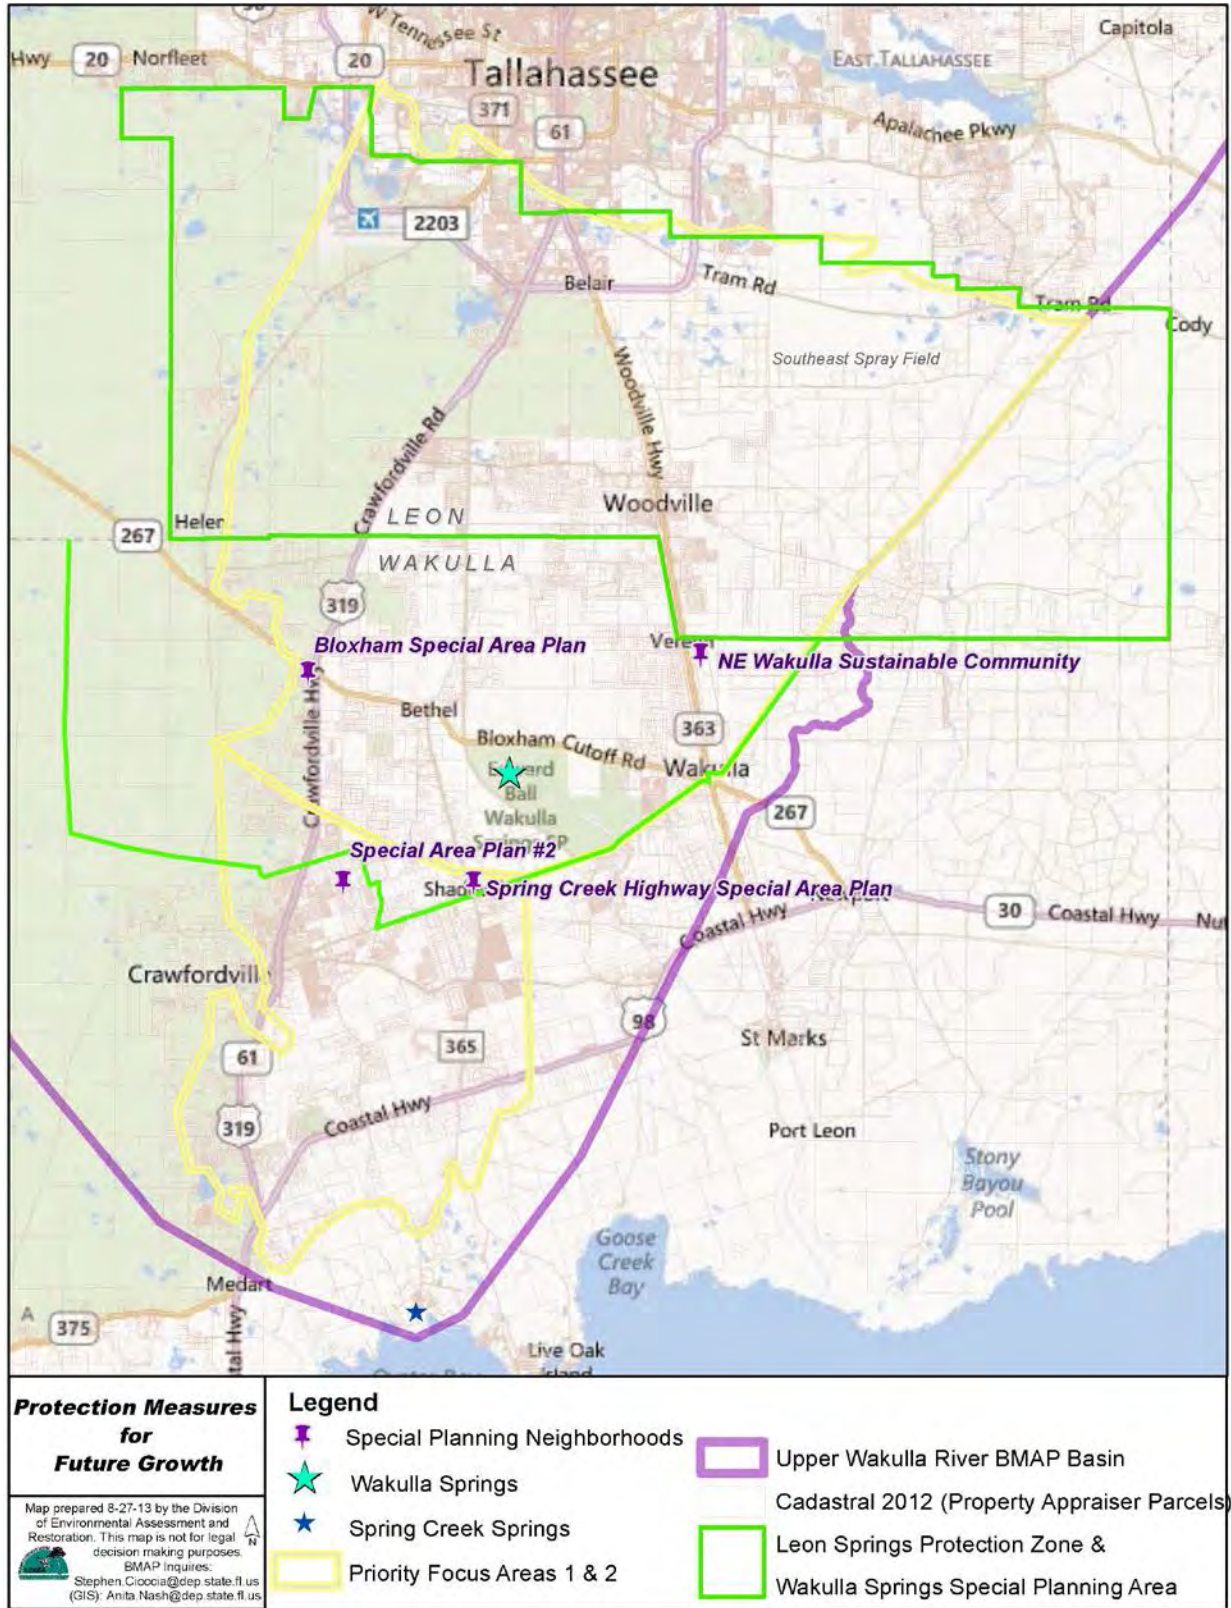 W Tennessee St
Capitola
Hwy
20
Norfleet
20
Tallahassee
EAST TALLAHASSEE
371
61
Apalachee Pkwy
2203
Belair
Tram Rd
Tram Rd
Cody
Southeast Spray Field
Woodville Hwy
Crawfordville Rd
Woodville
LEON
Helen
267
WAKULLA
319
Bloxham Special Area Plan
NE Wakulla Sustainable Community
Crawfordville Hwy
Bethel
363
Bloxham Cutoff Rd
Wakulla
Edward
Ball
Wakulla
Springs SP
267
Special Area Plan #2
Spring Creek Highway Special Area Plan
30
Coastal Hwy
Coastal Hwy
Crawfordville
98
St Marks
365
61
Coastal Hwy
319
Port Leon
Stony
Bayou
Pool
Goose
Creek
Bay
Medart
A
375
tal Hwy
Live Oak
Island
Protection Measures
for
Future Growth
Map prepared 8-27-13 by the Division
of Environmental Assessment and
Restoration. This map is not for legal
decision making purposes.
BMAP Inquires:
Stephen.Cioccia@dep.state.fl.us
(GIS): Anita.Nash@dep.state.fl.us
N
Legend
Special Planning Neighborhoods
Wakulla Springs
Spring Creek Springs
Priority Focus Areas 1 & 2
Upper Wakulla River BMAP Basin
Cadastral 2012 (Property Appraiser Parcels)
Leon Springs Protection Zone &
Wakulla Springs Special Planning Area